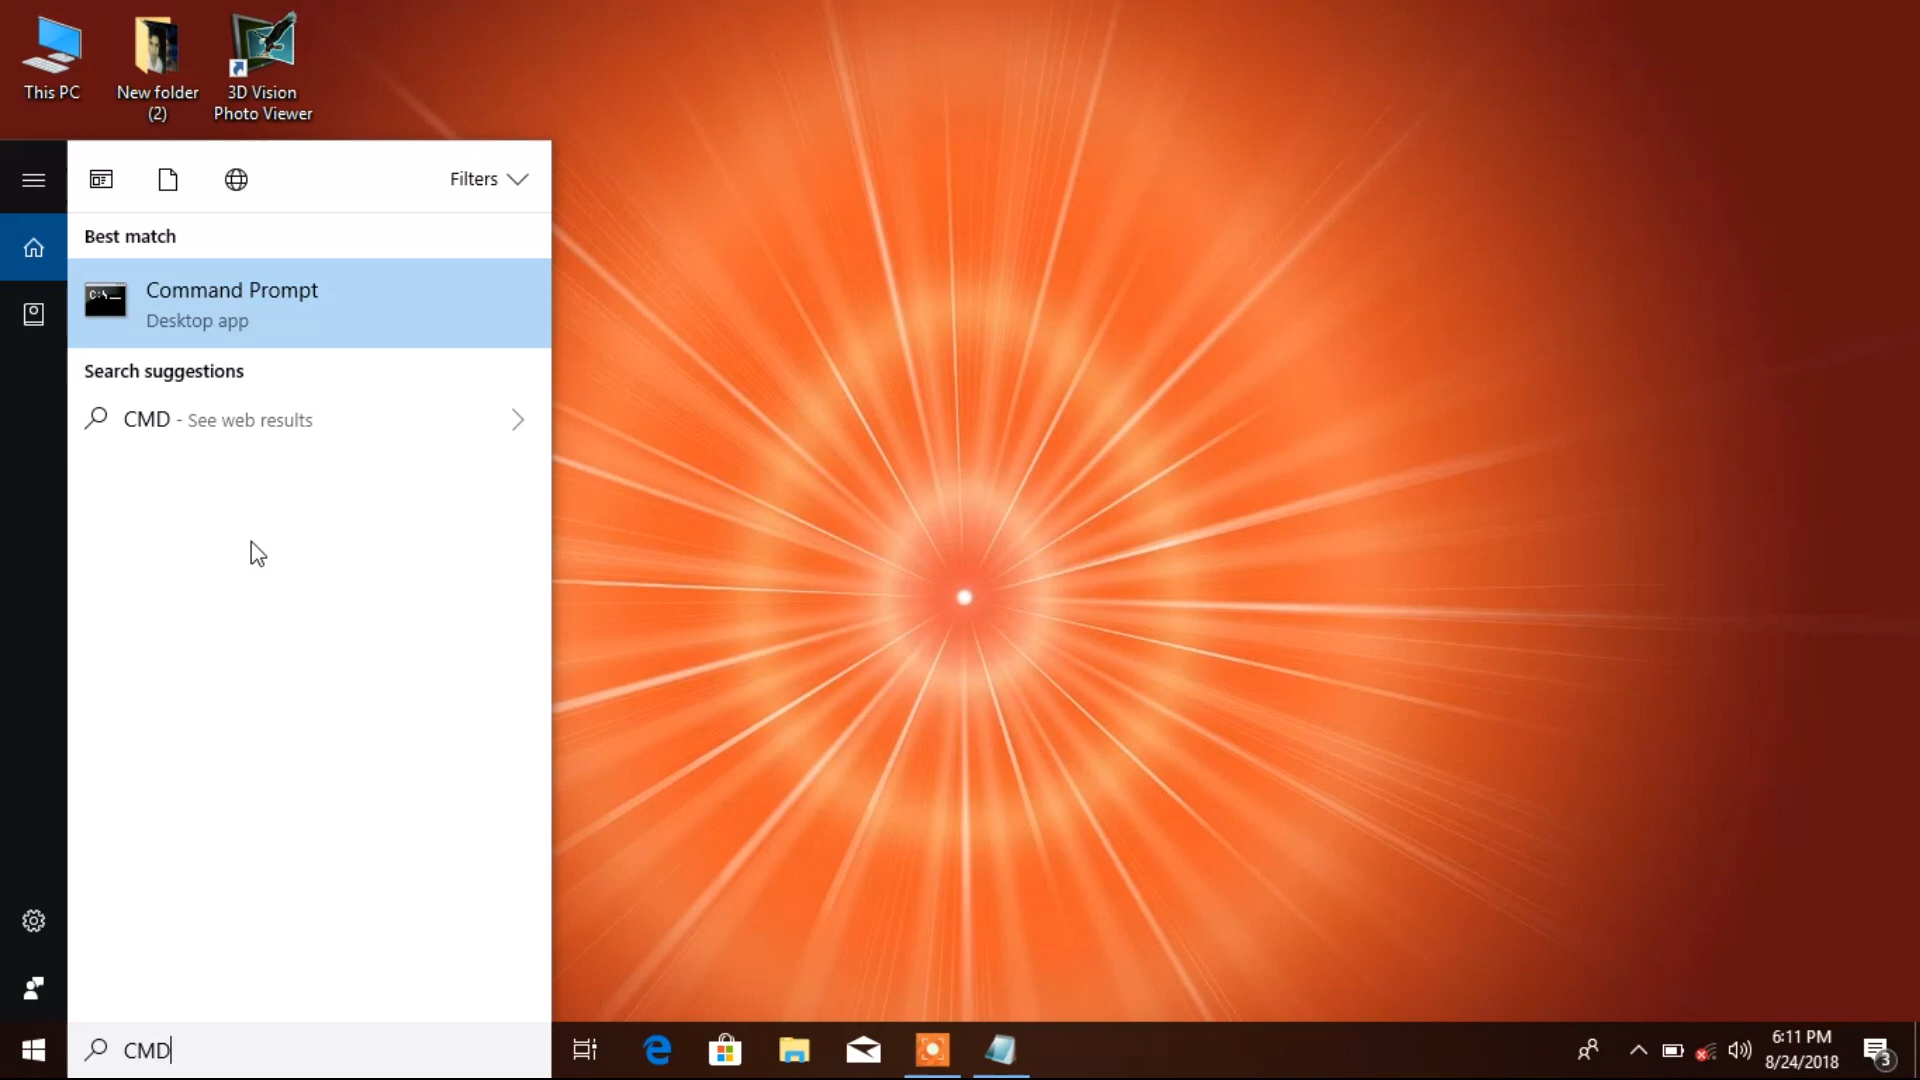 This PC
New folder
(2)
3D Vision
Photo Viewer
Filters
Best match
C:\_
Command Prompt
Desktop app
Search suggestions
CMD - See web results
CMD
6:11 PM
8/24/2018
3